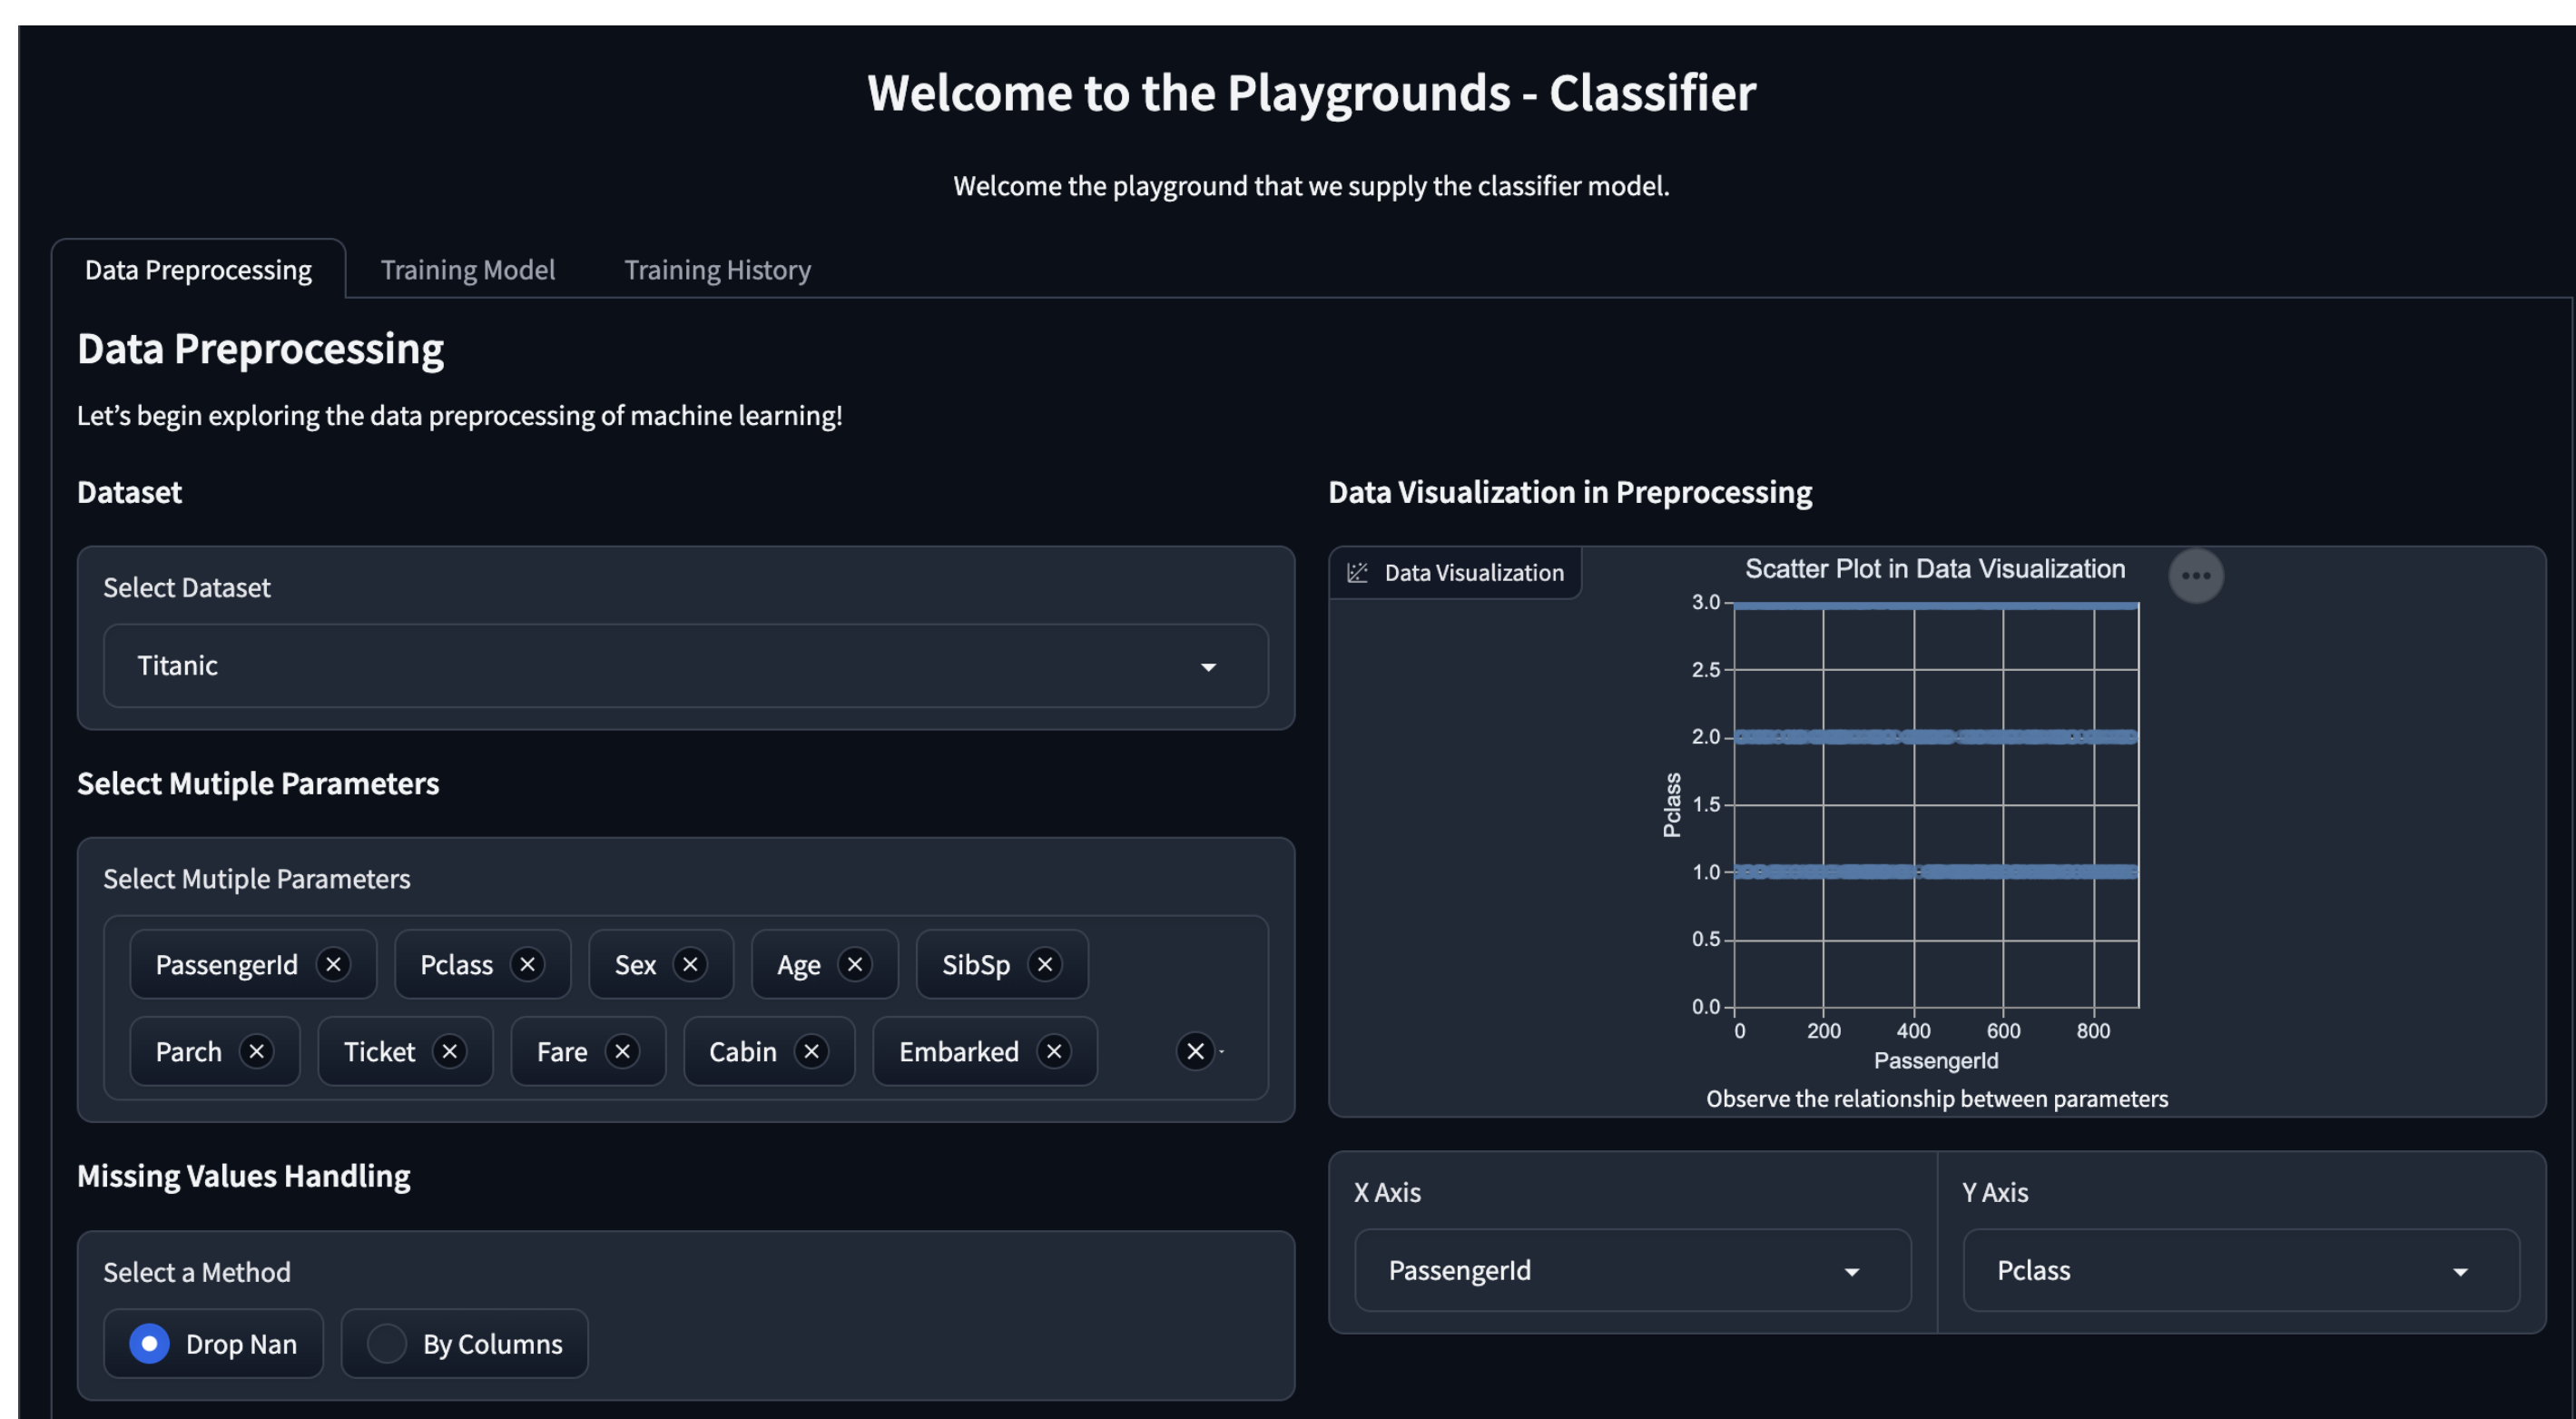 Welcome to the Playgrounds - Classifier
Welcome the playground that we supply the classifier model.
Data Preprocessing
Training Model
Training History
Data Preprocessing
Let’s begin exploring the data preprocessing of machine learning!
Dataset
Select Dataset
Titanic
Select Mutiple Parameters
Select Mutiple Parameters
PassengerId
Pclass
Sex
Age
SibSp
Parch
Ticket
Fare
Cabin
Embarked
Missing Values Handling
Select a Method
Drop Nan
By Columns
Data Visualization in Preprocessing
Data Visualization
Scatter Plot in Data Visualization
3.0
2.5
2.0
1.5
1.0
0.5
0.0
Pclass
0 200 400 600 800
PassengerId
Observe the relationship between parameters
X Axis
PassengerId
Y Axis
Pclass